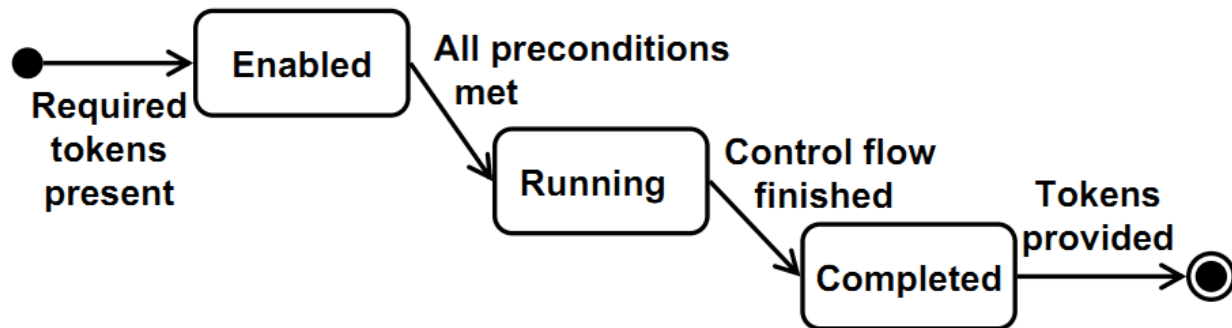 Enabled
All preconditions
met
Required
tokens
present
Running
Control flow
finished
Tokens
provided
Completed